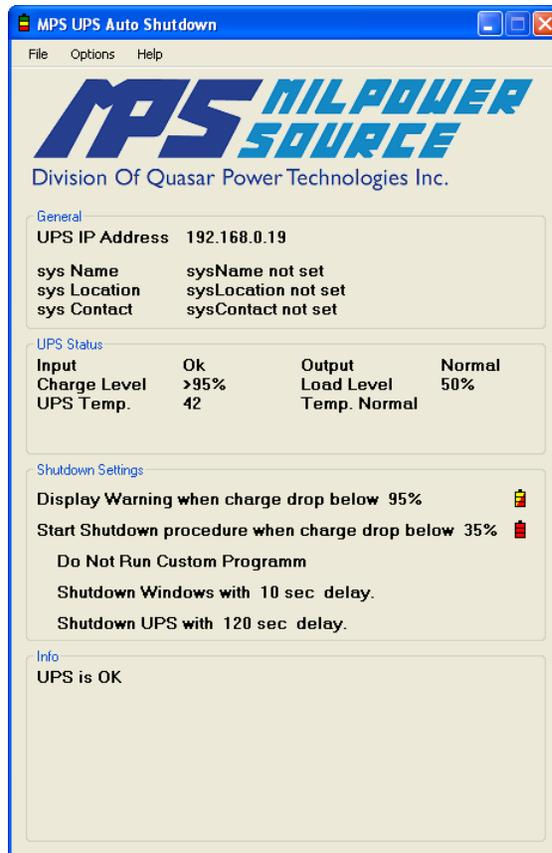 MPS UPS Auto Shutdown
File Options Help
MPS MILPOWER
SOURCE
Division Of Quasar Power Technologies Inc.
General
UPS IP Address 192.168.0.19
sys Name sysName not set
sys Location sysLocation not set
sys Contact sysContact not set
UPS Status
Input Ok Output Normal
Charge Level >95% Load Level 50%
UPS Temp. 42 Temp. Normal
Shutdown Settings
Display Warning when charge drop below 95%
Start Shutdown procedure when charge drop below 35%
Do Not Run Custom Programm
Shutdown Windows with 10 sec delay.
Shutdown UPS with 120 sec delay.
Info
UPS is OK